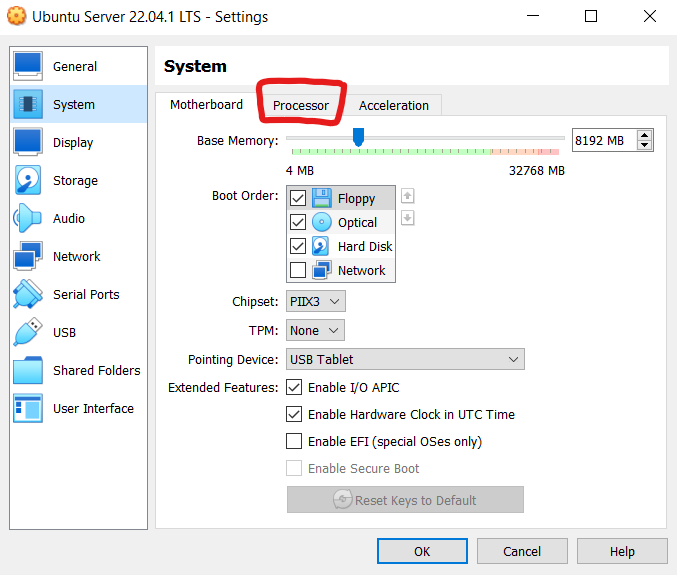 Ubuntu Server 22.04.1 LTS - Settings
General
System
Display
Storage
Audio
Network
Serial Ports
USB
Shared Folders
User Interface
System
Motherboard Processor Acceleration
Base Memory: 8192 MB
4 MB 32768 MB
Boot Order: Floppy
Optical
Hard Disk
Network
Chipset: PIIX3
TPM: None
Pointing Device: USB Tablet
Extended Features: Enable I/O APIC
Enable Hardware Clock in UTC Time
Enable EFI (special OSes only)
Enable Secure Boot
Reset Keys to Default
OK Cancel Help